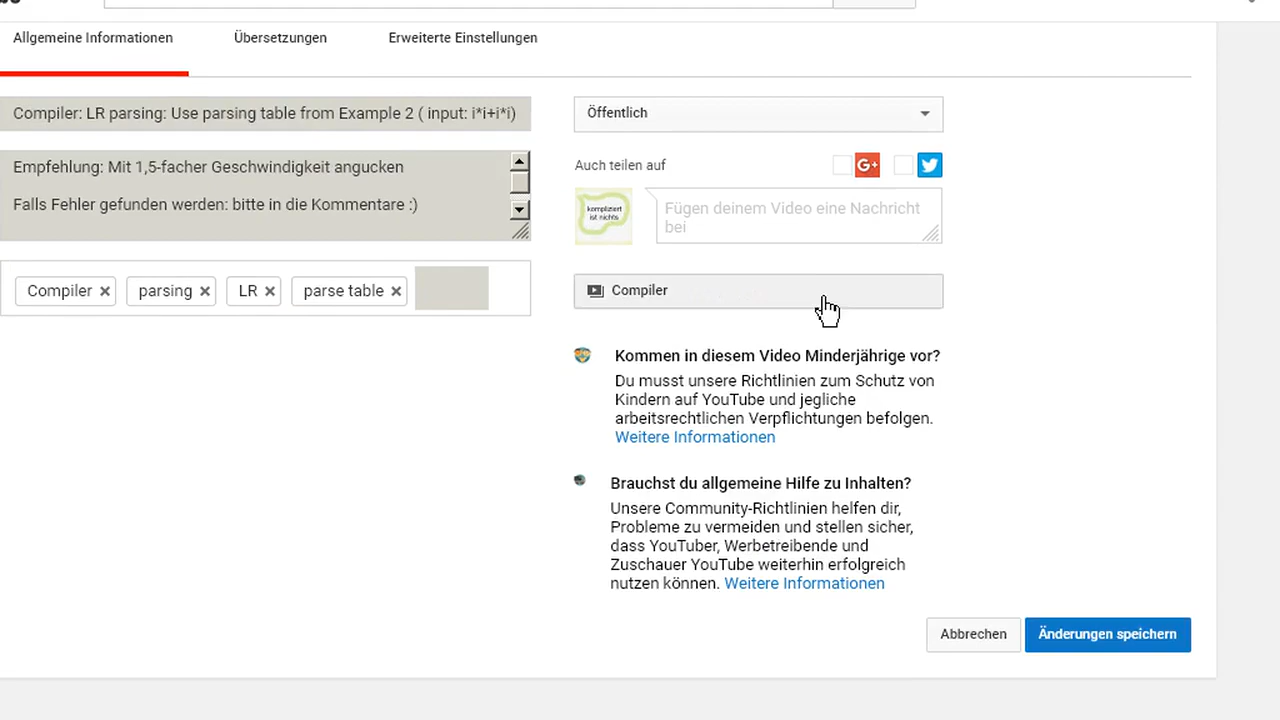 Allgemeine Informationen
Übersetzungen
Erweiterte Einstellungen
Compiler: LR parsing: Use parsing table from Example 2 ( input: i*i+i*i)
Empfehlung: Mit 1,5-facher Geschwindigkeit angucken
Falls Fehler gefunden werden: bitte in die Kommentare :)
Compiler
parsing
LR
parse table
Öffentlich
Auch teilen auf
G+
kompliziert
ist nichts
Fügen deinem Video eine Nachricht
bei
Compiler
Kommen in diesem Video Minderjährige vor?
Du musst unsere Richtlinien zum Schutz von
Kindern auf YouTube und jegliche
arbeitsrechtlichen Verpflichtungen befolgen.
Weitere Informationen
Brauchst du allgemeine Hilfe zu Inhalten?
Unsere Community-Richtlinien helfen dir,
Probleme zu vermeiden und stellen sicher,
dass YouTuber, Werbetreibende und
Zuschauer YouTube weiterhin erfolgreich
nutzen können. Weitere Informationen
Abbrechen
Änderungen speichern